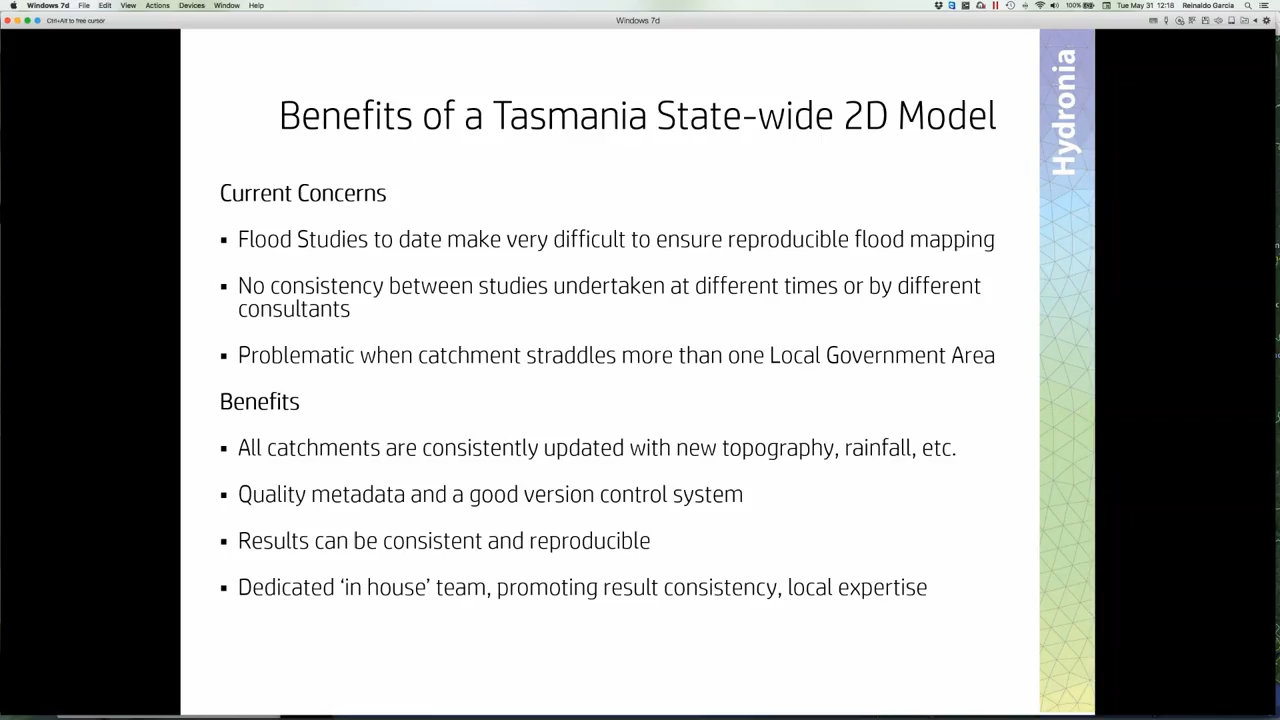 Windows 7d File Edit View Actions Devices Window Help
100% Tue May 31 12:18 Reinaldo Garcia
Ctrl+Alt to free cursor
Windows 7d
Hydronia
Benefits of a Tasmania State-wide 2D Model
Current Concerns
▪ Flood Studies to date make very difficult to ensure reproducible flood mapping
▪ No consistency between studies undertaken at different times or by different
consultants
▪ Problematic when catchment straddles more than one Local Government Area
Benefits
▪ All catchments are consistently updated with new topography, rainfall, etc.
▪ Quality metadata and a good version control system
▪ Results can be consistent and reproducible
▪ Dedicated ‘in house’ team, promoting result consistency, local expertise